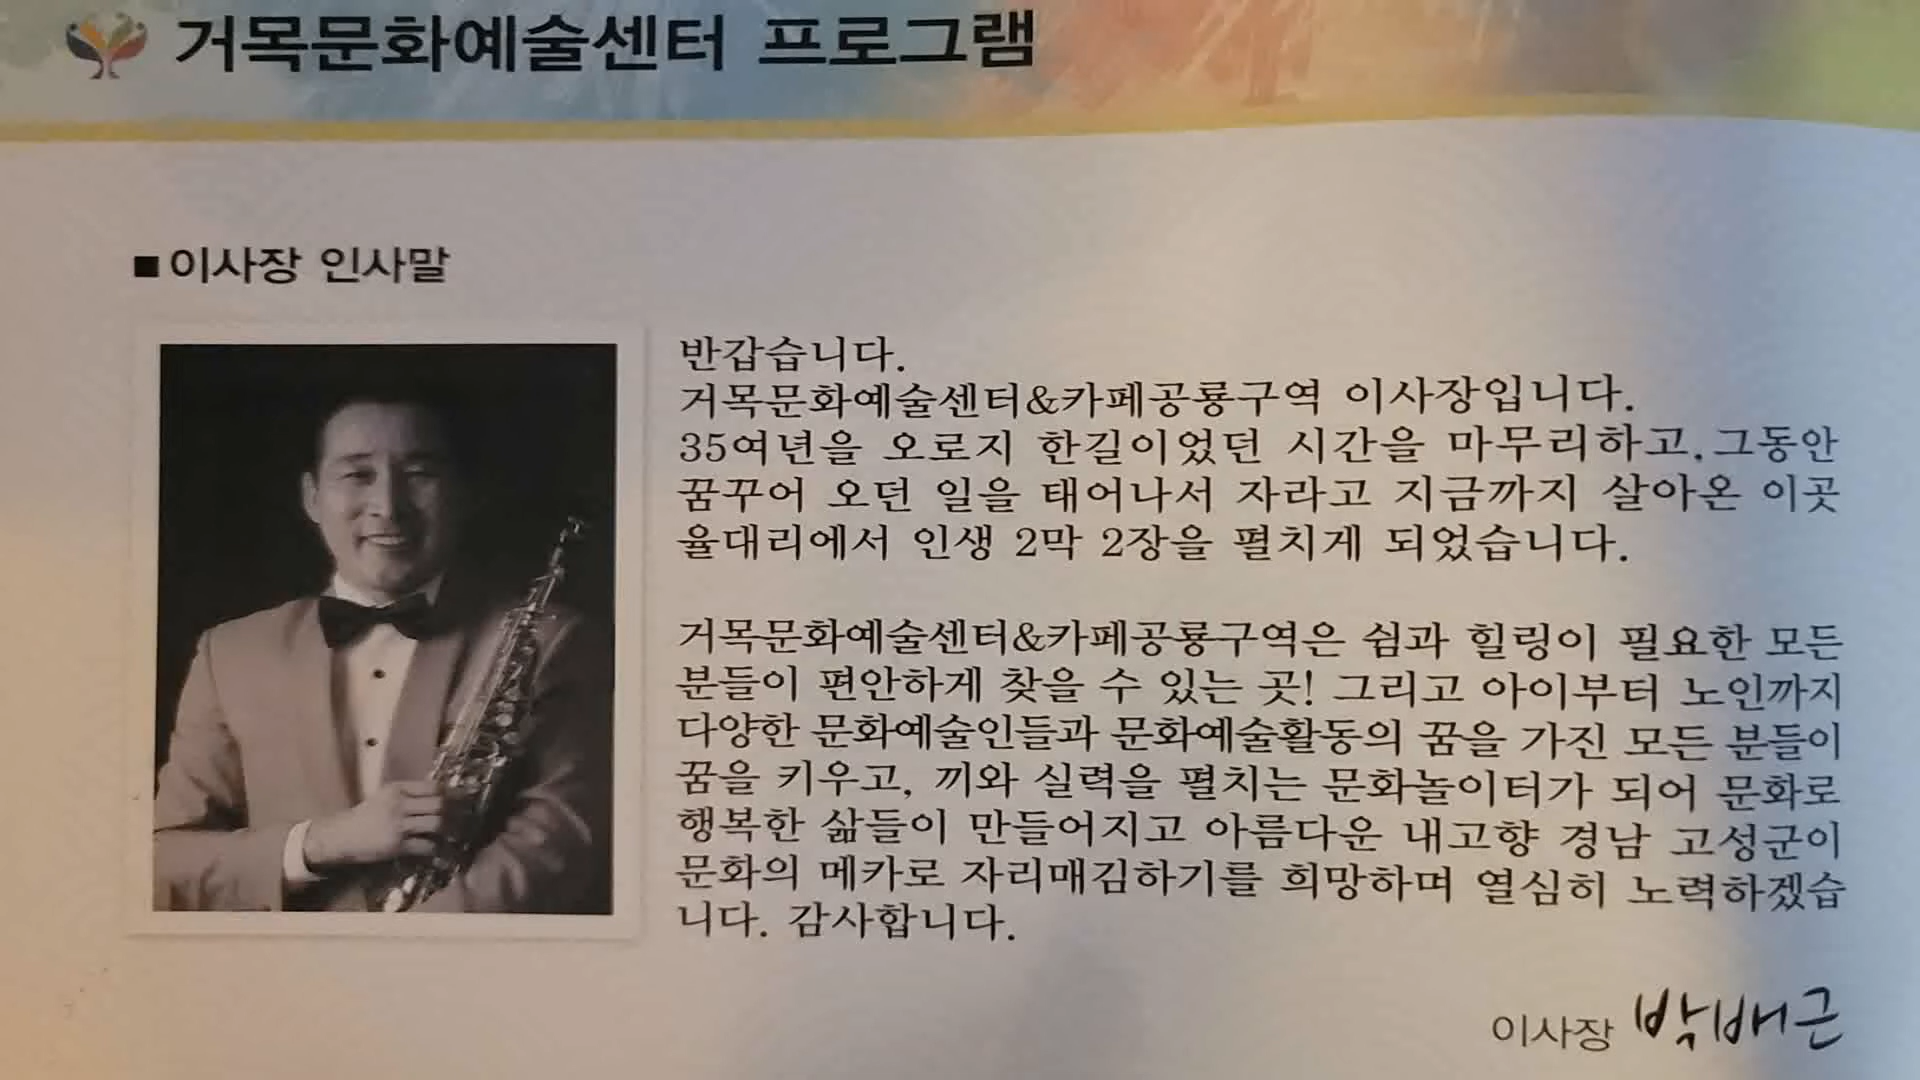 거목문화예술센터 프로그램
■ 이사장 인사말
반갑습니다.
거목문화예술센터&카페공룡구역 이사장입니다.
35여년을 오로지 한길이었던 시간을 마무리하고,그동안
꿈꾸어 오던 일을 태어나서 자라고 지금까지 살아온 이곳
율대리에서 인생 2막 2장을 펼치게 되었습니다.
거목문화예술센터&카페공룡구역은 쉼과 힐링이 필요한 모든
분들이 편안하게 찾을 수 있는 곳! 그리고 아이부터 노인까지
다양한 문화예술인들과 문화예술활동의 꿈을 가진 모든 분들이
꿈을 키우고, 끼와 실력을 펼치는 문화놀이터가 되어 문화로
행복한 삶들이 만들어지고 아름다운 내고향 경남 고성군이
문화의 메카로 자리매김하기를 희망하며 열심히 노력하겠습
니다. 감사합니다.
이사장 박배근